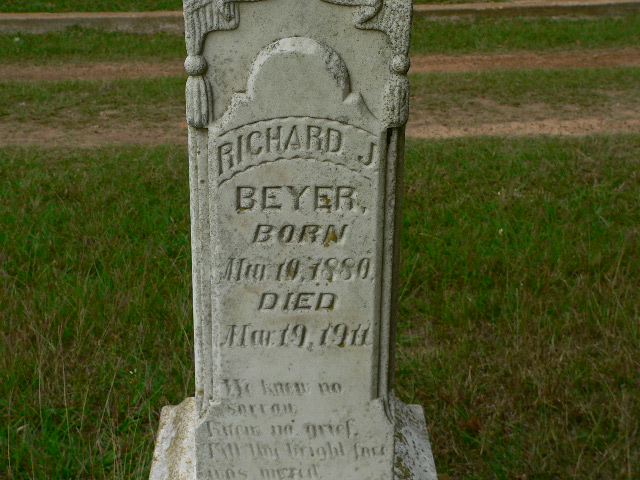 RICHARD J
BEYER,
BORN
Mar. 10, 1880,
DIED
Mar. 19, 1911.
We knew no
sorrow,
Knew no grief,
Till thy bright face
was